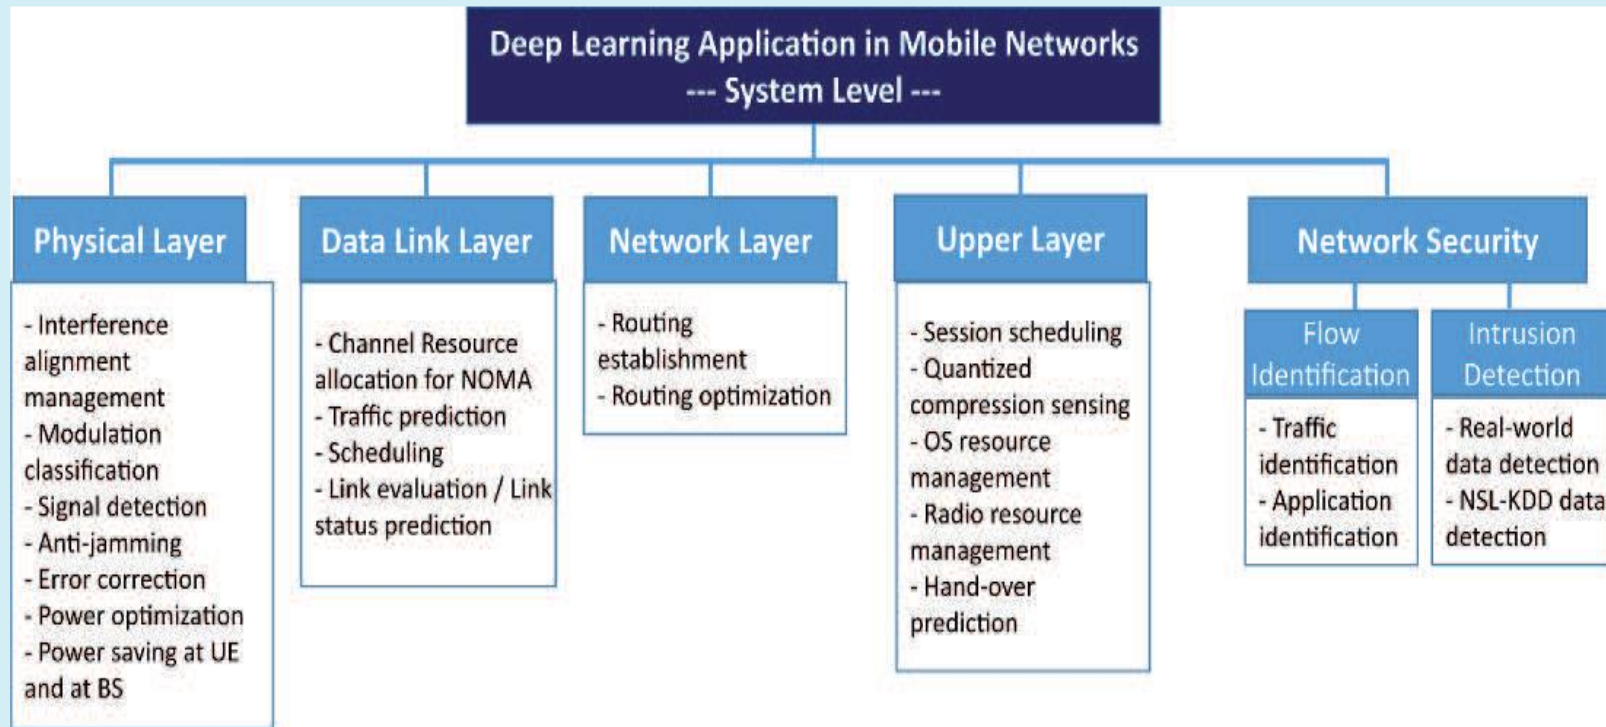 Deep Learning Application in Mobile Networks
--- System Level ---
Physical Layer
- Interference
alignment
management
- Modulation
classification
- Signal detection
- Anti-jamming
- Error correction
- Power optimization
- Power saving at UE
and at BS
Data Link Layer
- Channel Resource
allocation for NOMA
- Traffic prediction
- Scheduling
- Link evaluation / Link
status prediction
Network Layer
- Routing
establishment
- Routing optimization
Upper Layer
- Session scheduling
- Quantized
compression sensing
- OS resource
management
- Radio resource
management
- Hand-over
prediction
Network Security
Flow
Identification
- Traffic
identification
- Application
identification
Intrusion
Detection
- Real-world
data detection
- NSL-KDD data
detection